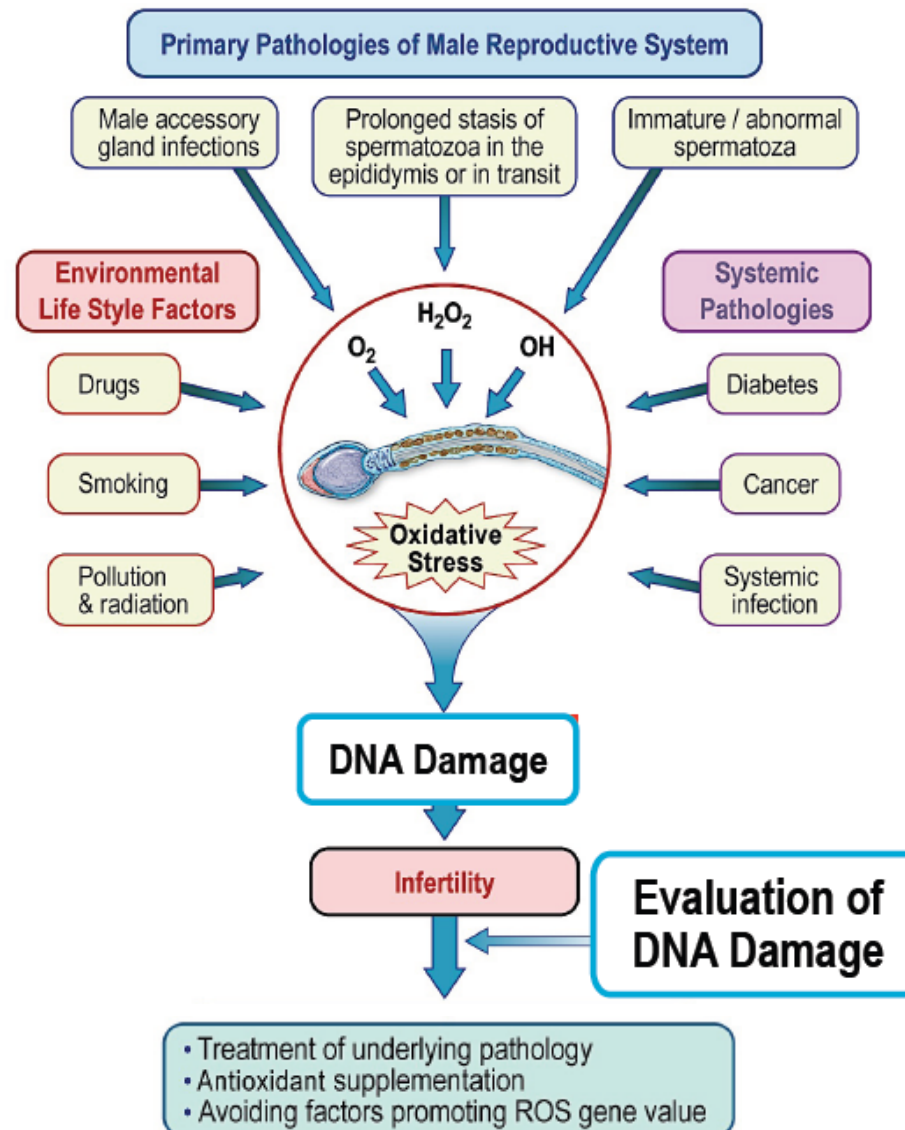 Primary Pathologies of Male Reproductive System
Male accessory
gland infections
Prolonged stasis of
spermatozoa in the
epididymis or in transit
Immature / abnormal
spermatoza
Environmental
Life Style Factors
Systemic
Pathologies
Drugs
Smoking
Pollution
& radiation
O₂
H₂O₂
OH
Oxidative
Stress
Diabetes
Cancer
Systemic
infection
DNA Damage
Infertility
Evaluation of
DNA Damage
• Treatment of underlying pathology
• Antioxidant supplementation
• Avoiding factors promoting ROS gene value